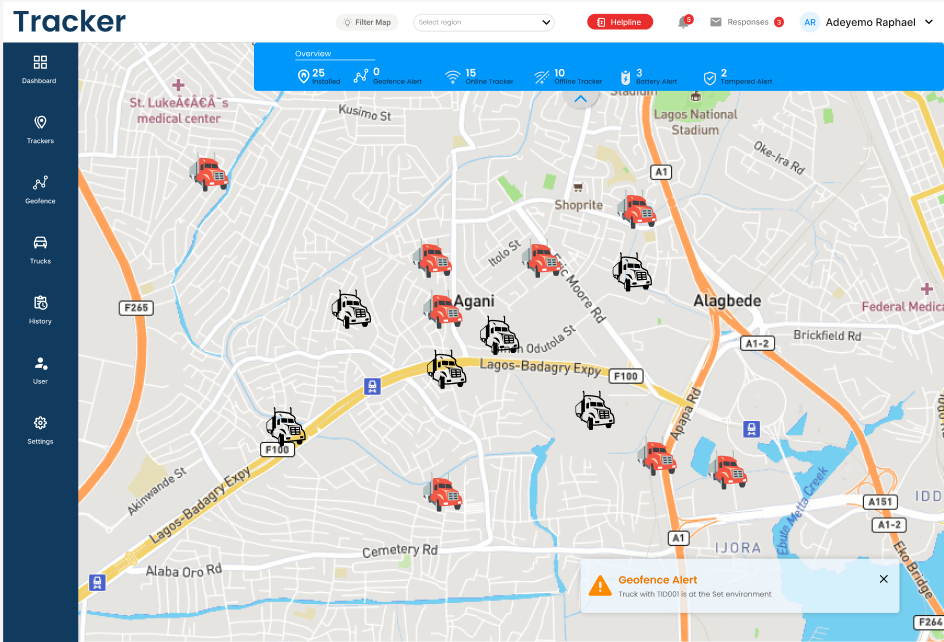 Tracker
Filter Map
Select region
Helpline
5
Responses
3
AR
Adeyemo Raphael
Overview
25
Installed
0
Geofence Alert
15
Online Tracker
10
Offline Tracker
3
Battery Alert
2
Tampered Alert
Dashboard
Trackers
Geofence
Trucks
History
User
Settings
St. LukeÃ¢Â€Â¨s
medical center
Kusimo St
Stadium
Lagos National
Stadium
Oke-Ira Rd
A1
Shoprite
Itolo St
Eric Moore Rd
Agani
Alagbede
Federal Medica
F265
Odutola St
A1-2
Brickfield Rd
Lagos-Badagry Expy
F100
Apapa Rd
F100
Akinwande St
Lagos-Badagry Expy
Ebute Metta Creek
A151
IDD
A1-2
A1
IJORA
Cemetery Rd
Eko Bridge
Alaba Oro Rd
Geofence Alert
Truck with TID001 is at the Set environment
F264